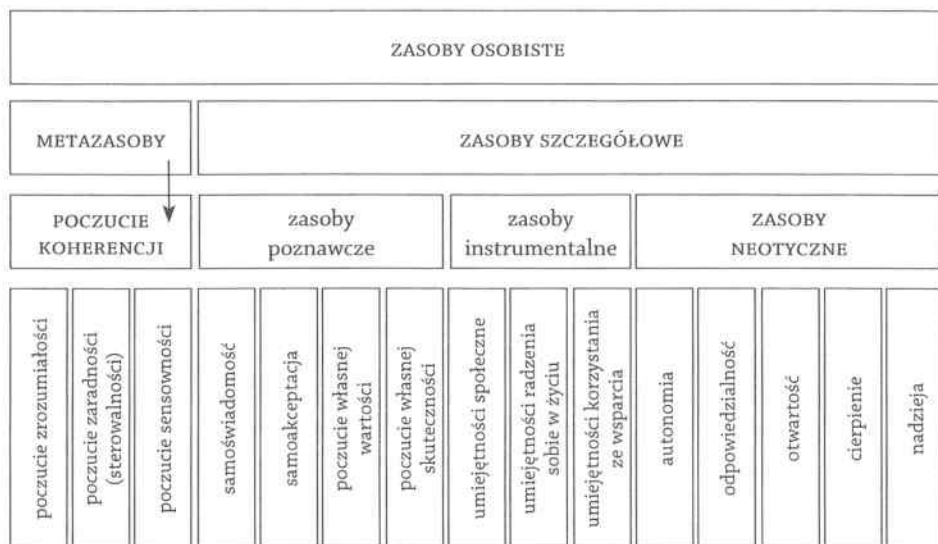 ZASOBY OSOBISTE
METAZASOBY
ZASOBY SZCZEGÓŁOWE
POCZUCIE
KOHERENCJI
zasoby
poznawcze
zasoby
instrumentalne
ZASOBY
NEOTYCZNE
poczucie zrozumiałości
poczucie zaradności
(sterowalności)
poczucie sensowności
samoświadomość
samoakceptacja
poczucie własnej
wartości
poczucie własnej
skuteczności
umiejętności społeczne
umiejętności radzenia
sobie w życiu
umiejętności korzystania
ze wsparcia
autonomia
odpowiedzialność
otwartość
cierpienie
nadzieja